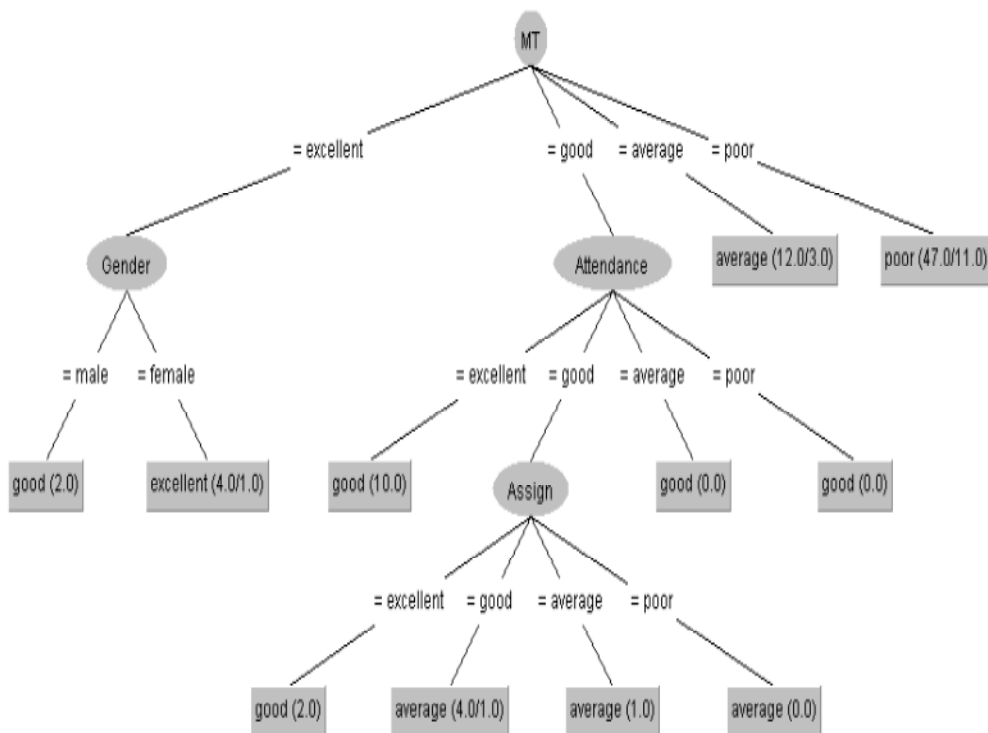 MT
= excellent
= good
= average
= poor
Gender
Attendance
average (12.0/3.0)
poor (47.0/11.0)
= male
= female
= excellent
= good
= average
= poor
good (2.0)
excellent (4.0/1.0)
good (10.0)
Assign
good (0.0)
good (0.0)
= excellent
= good
= average
= poor
good (2.0)
average (4.0/1.0)
average (1.0)
average (0.0)